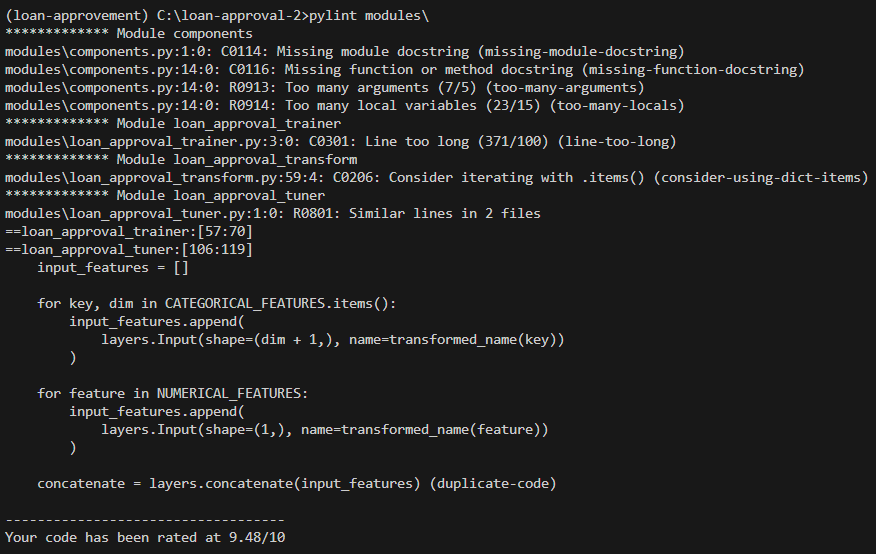 (loan-approvement) C:\loan-approval-2>pylint modules\
************* Module components
modules\components.py:1:0: C0114: Missing module docstring (missing-module-docstring)
modules\components.py:14:0: C0116: Missing function or method docstring (missing-function-docstring)
modules\components.py:14:0: R0913: Too many arguments (7/5) (too-many-arguments)
modules\components.py:14:0: R0914: Too many local variables (23/15) (too-many-locals)
************* Module loan_approval_trainer
modules\loan_approval_trainer.py:3:0: C0301: Line too long (371/100) (line-too-long)
************* Module loan_approval_transform
modules\loan_approval_transform.py:59:4: C0206: Consider iterating with .items() (consider-using-dict-items)
************* Module loan_approval_tuner
modules\loan_approval_tuner.py:1:0: R0801: Similar lines in 2 files
==loan_approval_trainer:[57:70]
==loan_approval_tuner:[106:119]
    input_features = []

    for key, dim in CATEGORICAL_FEATURES.items():
        input_features.append(
            layers.Input(shape=(dim + 1,), name=transformed_name(key))
        )

    for feature in NUMERICAL_FEATURES:
        input_features.append(
            layers.Input(shape=(1,), name=transformed_name(feature))
        )

    concatenate = layers.concatenate(input_features) (duplicate-code)

-----------------------------------
Your code has been rated at 9.48/10